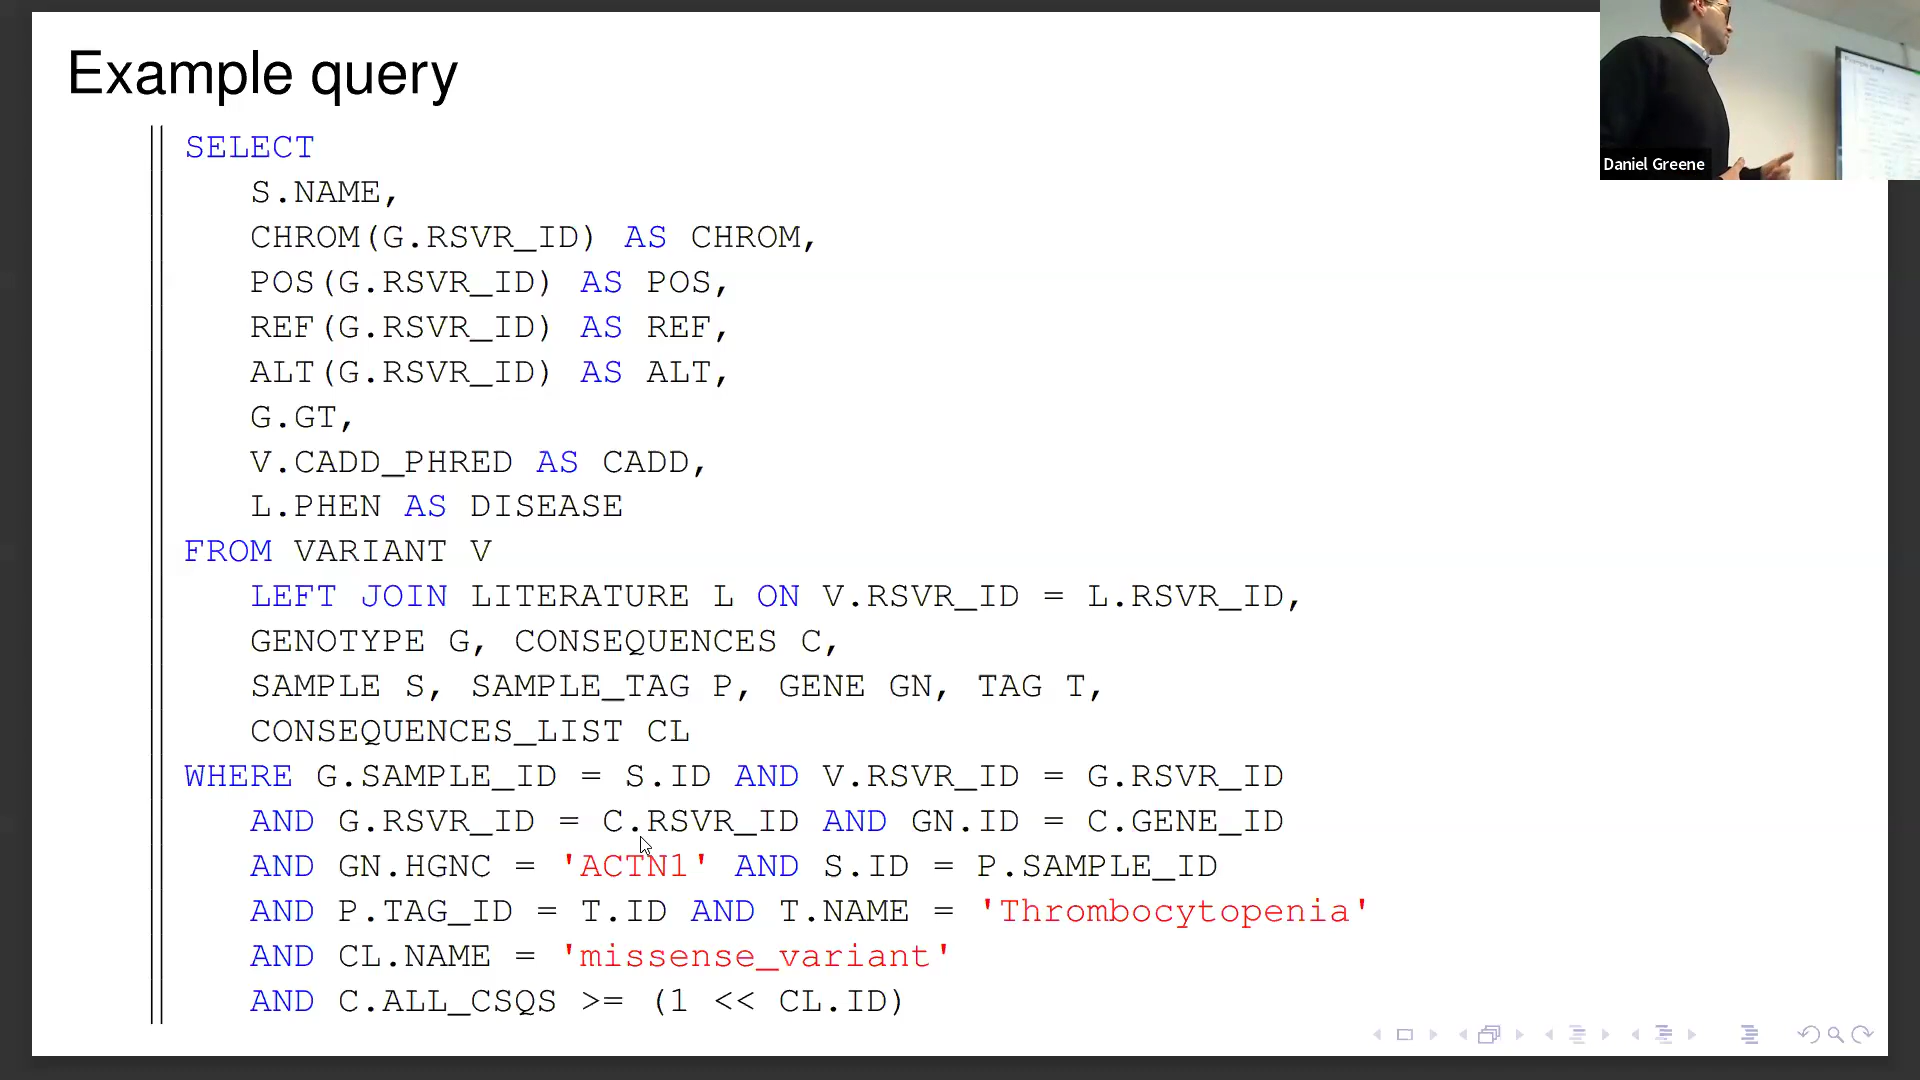 Example query
SELECT
S.NAME,
CHROM(G.RSVR_ID) AS CHROM,
POS(G.RSVR_ID) AS POS,
REF(G.RSVR_ID) AS REF,
ALT(G.RSVR_ID) AS ALT,
G.GT,
V.CADD_PHRED AS CADD,
L.PHEN AS DISEASE
FROM VARIANT V
LEFT JOIN LITERATURE L ON V.RSVR_ID = L.RSVR_ID,
GENOTYPE G, CONSEQUENCES C,
SAMPLE S, SAMPLE_TAG P, GENE GN, TAG T,
CONSEQUENCES_LIST CL
WHERE G.SAMPLE_ID = S.ID AND V.RSVR_ID = G.RSVR_ID
AND G.RSVR_ID = C.RSVR_ID AND GN.ID = C.GENE_ID
AND GN.HGNC = 'ACTN1' AND S.ID = P.SAMPLE_ID
AND P.TAG_ID = T.ID AND T.NAME = 'Thrombocytopenia'
AND CL.NAME = 'missense_variant'
AND C.ALL_CSQS >= (1 << CL.ID)
Daniel Greene